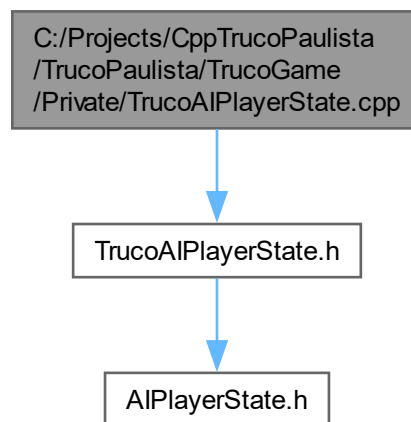 C:/Projects/CppTrucoPaulista
/TrucoPaulista/TrucoGame
/Private/TrucoAIPlayerState.cpp
TrucoAIPlayerState.h
AIPlayerState.h